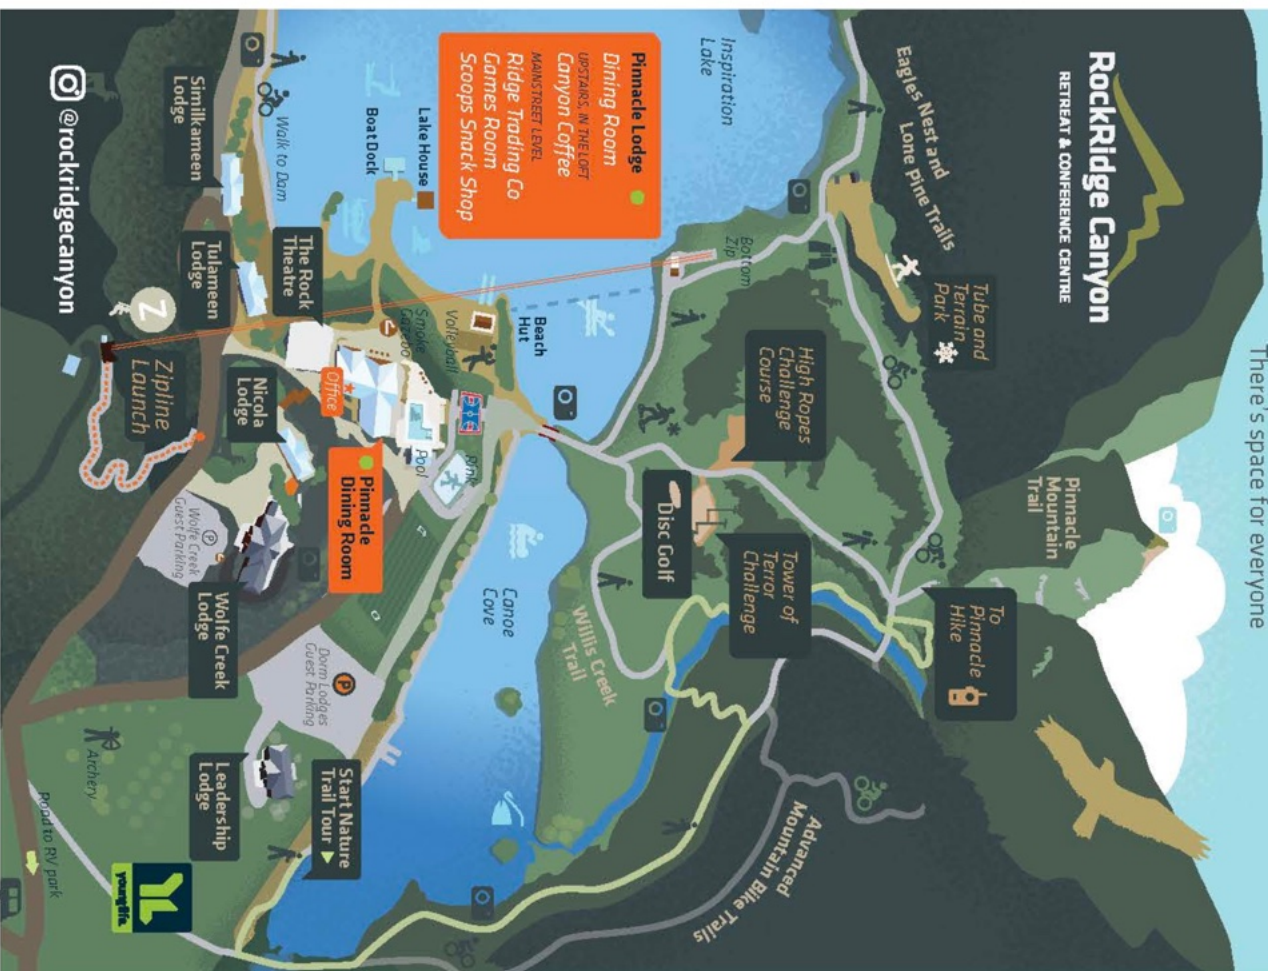 There's space for everyone
RockRidge Canyon
RETREAT & CONFERENCE CENTRE
Pinnacle
Mountain
Trail
Eagles Nest and
Lone Pine Trails
Tube and
Terrain
Park
To
Pinnacle
Hike
Inspiration
Lake
Bottom
Zip
High Ropes
Challenge
Course
Disc Golf
Tower of
Terror
Challenge
Advanced
Mountain Bike Trails
Pinnacle Lodge
Dining Room
UPSTAIRS, IN THE LOFT
Canyon Coffee
MAINSTREET LEVEL
Ridge Trading Co
Games Room
Scoops Snack Shop
Willis Creek
Trail
Beach
Hut
Canoe
Cove
Lake House
Boat Dock
Volleyball
Smoke
Gazebo
Rink
Pool
Walk to Dam
The Rock
Theatre
Office
Pinnacle
Dining Room
P
Dorm Lodges
Guest Parking
Start Nature
Trail Tour
Similkameen
Lodge
Tulameen
Lodge
Nicola
Lodge
P
Wolfe Creek
Guest Parking
Wolfe Creek
Lodge
Leadership
Lodge
Z
Zipline
Launch
Archery
Road to RV park
YL
younglife
@rockridgecanyon